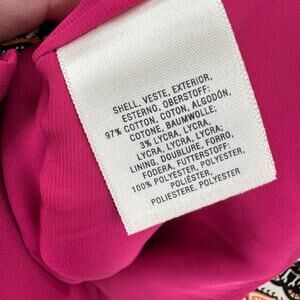 SHELL, VESTE, EXTERIOR,
ESTERNO, OBERSTOFF:
97% COTTON, COTON, ALGODÓN,
COTONE, BAUMWOLLE;
3% LYCRA, LYCRA,
LYCRA, LYCRA, LYCRA;
LINING, DOUBLURE, FORRO,
FODERA, FUTTERSTOFF:
100% POLYESTER, POLYESTER,
POLIÉSTER,
POLIESTERE, POLYESTER